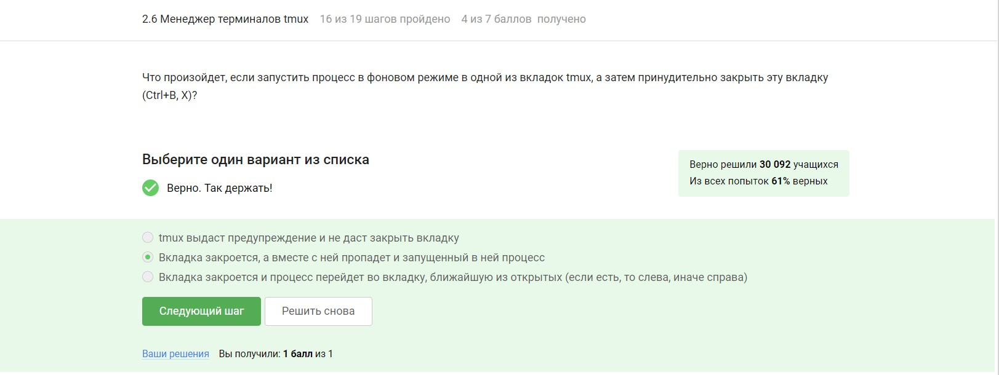 2.6 Менеджер терминалов tmux 16 из 19 шагов пройдено 4 из 7 баллов получено
Что произойдет, если запустить процесс в фоновом режиме в одной из вкладок tmux, а затем принудительно закрыть эту вкладку
(Ctrl+B, X)?
Выберите один вариант из списка
Верно. Так держать!
Верно решили 30 092 учащихся
Из всех попыток 61% верных
tmux выдаст предупреждение и не даст закрыть вкладку
Вкладка закроется, а вместе с ней пропадет и запущенный в ней процесс
Вкладка закроется и процесс перейдет во вкладку, ближайшую из открытых (если есть, то слева, иначе справа)
Следующий шаг Решить снова
Ваши решения Вы получили: 1 балл из 1